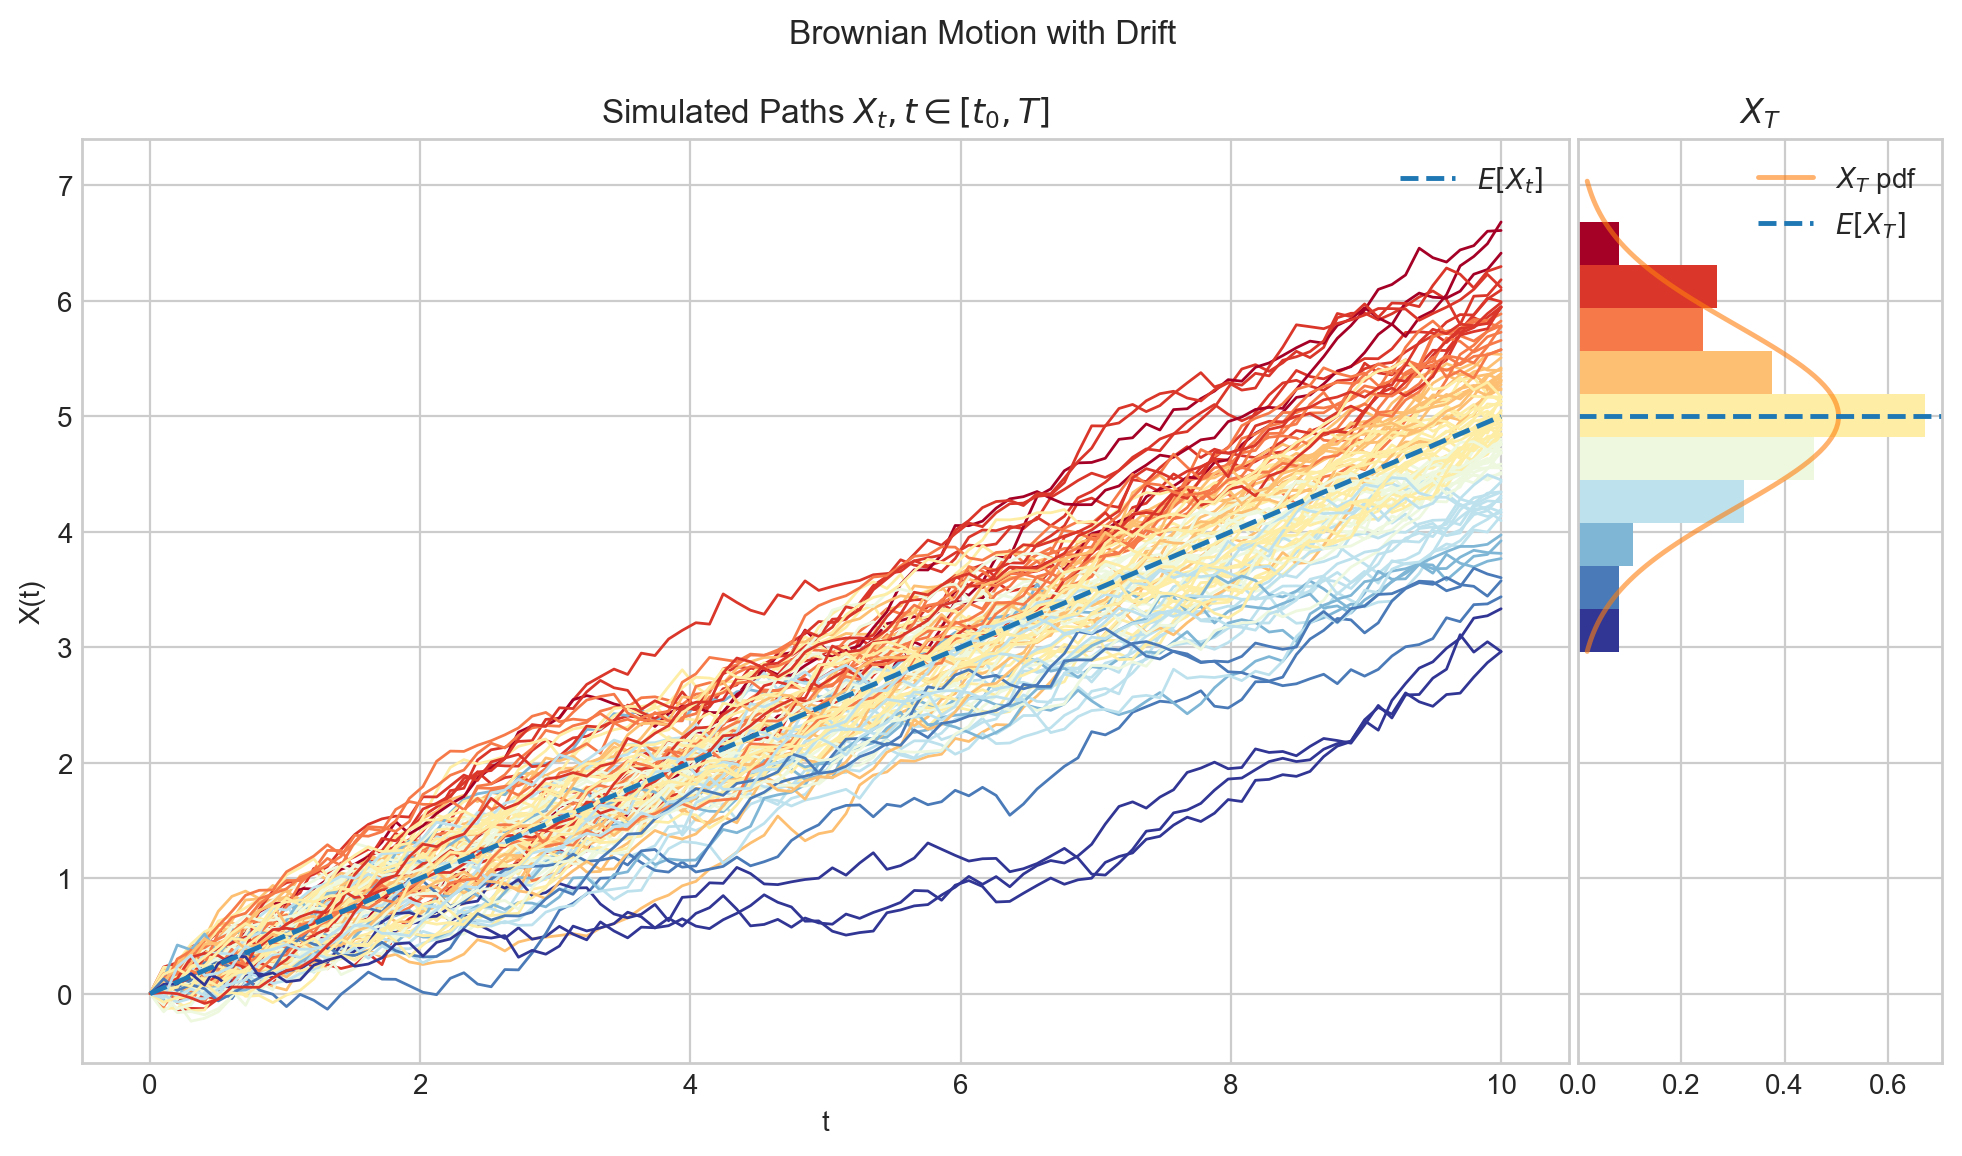 Brownian Motion with Drift
Simulated Paths $X_t, t \in [t_0, T]$
$X_T$
$E[X_t]$
$X_T$ pdf
$E[X_T]$
X(t)
7
6
5
4
3
2
1
0
0 2 4 6 8 10
t
0.0 0.2 0.4 0.6